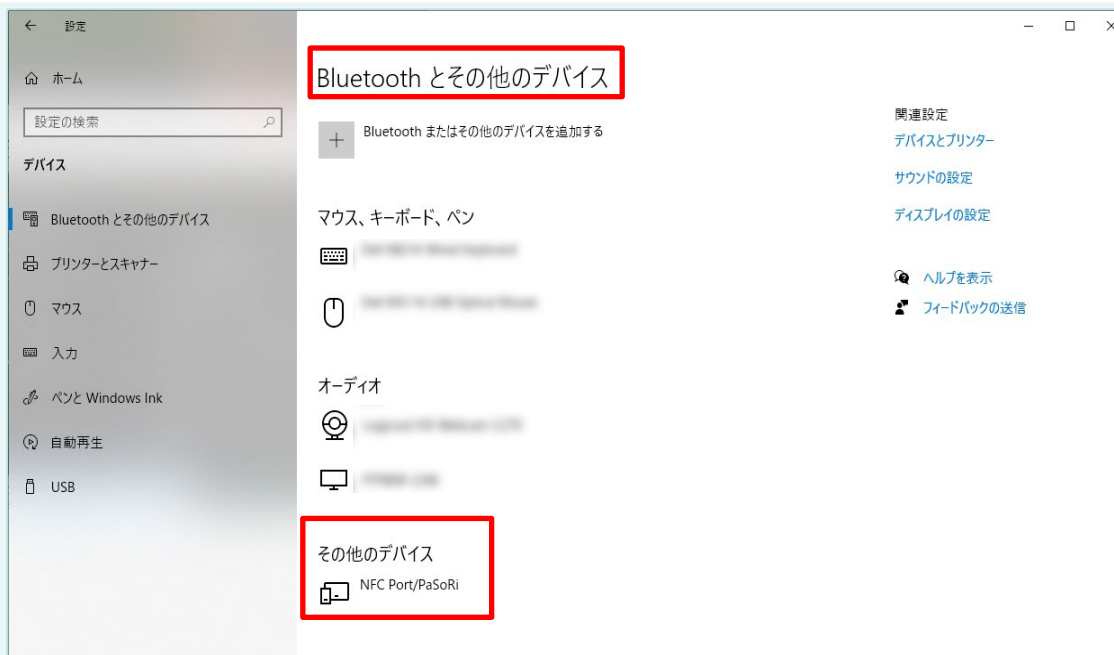 設定
ホーム
設定の検索
デバイス
Bluetooth とその他のデバイス
プリンターとスキャナー
マウス
入力
ペンと Windows Ink
自動再生
USB
Bluetooth とその他のデバイス
Bluetooth またはその他のデバイスを追加する
マウス、キーボード、ペン
オーディオ
その他のデバイス
NFC Port/PaSoRi
関連設定
デバイスとプリンター
サウンドの設定
ディスプレイの設定
ヘルプを表示
フィードバックの送信